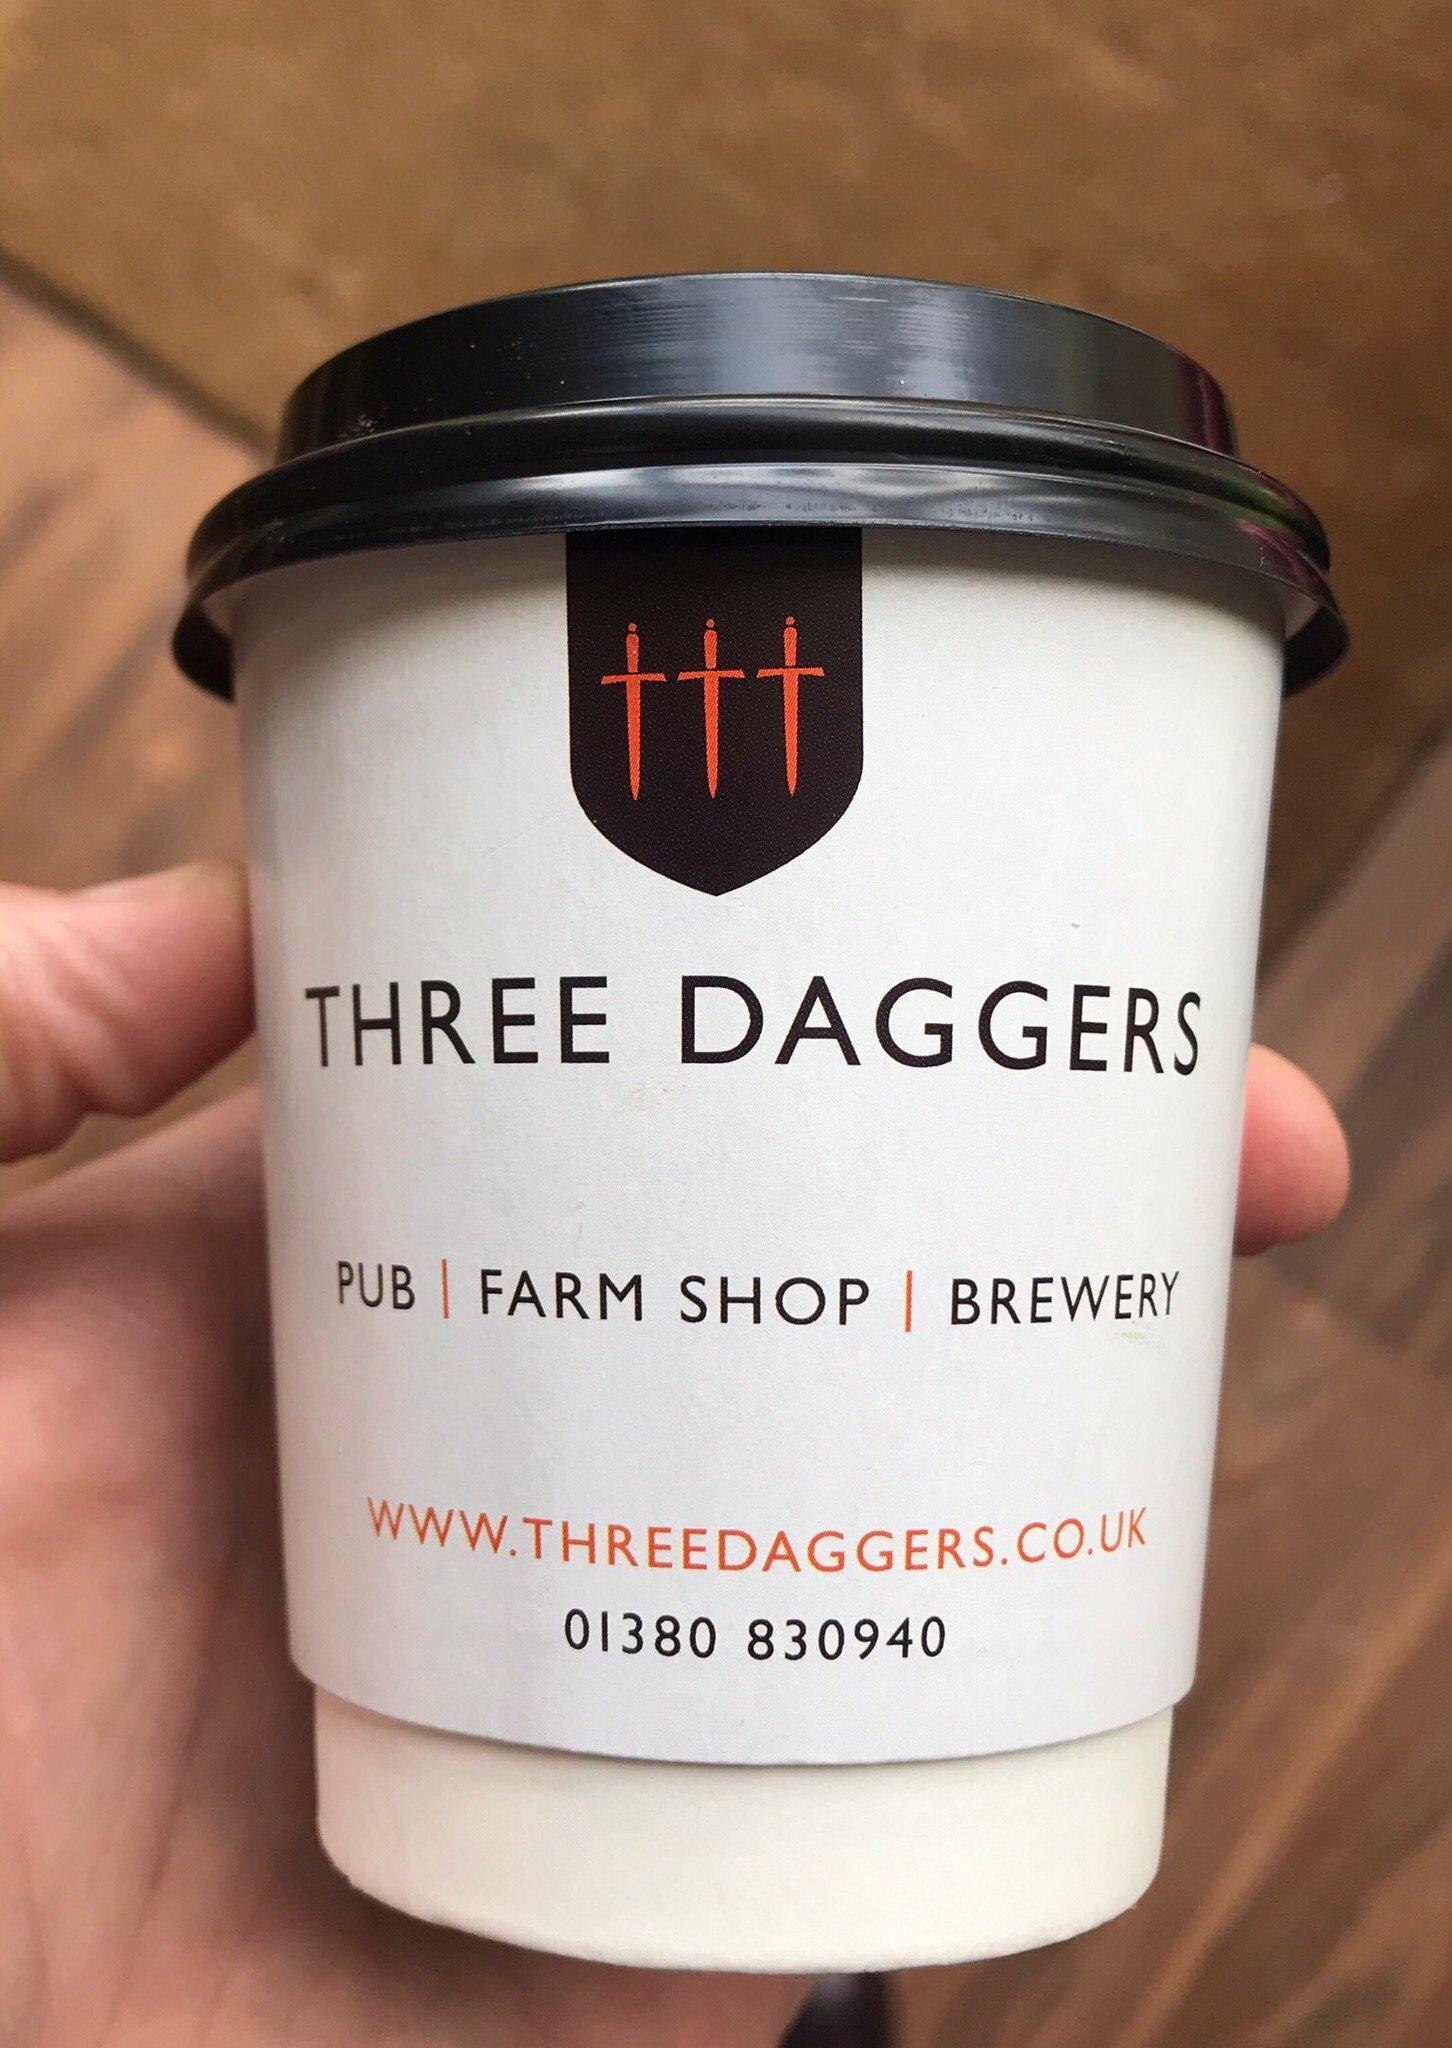 THREE DAGGERS
PUB | FARM SHOP | BREWERY
WWW.THREEDAGGERS.CO.UK
01380 830940